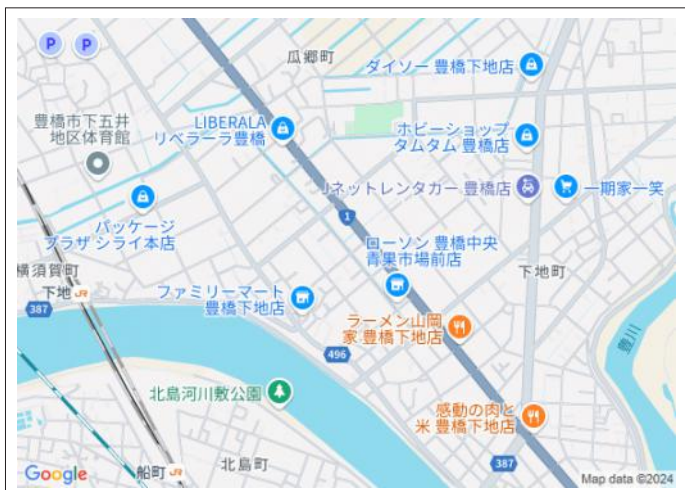 P
P
瓜郷町
ダイソー 豊橋下地店
豊橋市下五井
地区体育館
LIBERALA
リベラーラ豊橋
ホビーショップ
タムタム 豊橋店
Jネットレンタカー 豊橋店
一期家一笑
パッケージ
プラザ シライ本店
1
ローソン 豊橋中央
青果市場前店
横須賀町
下地
JR
下地町
387
ファミリーマート
豊橋下地店
ラーメン山岡
家 豊橋下地店
豊川
496
北島河川敷公園
感動の肉と
米 豊橋下地店
387
Google
船町
JR
北島町
Map data ©2024